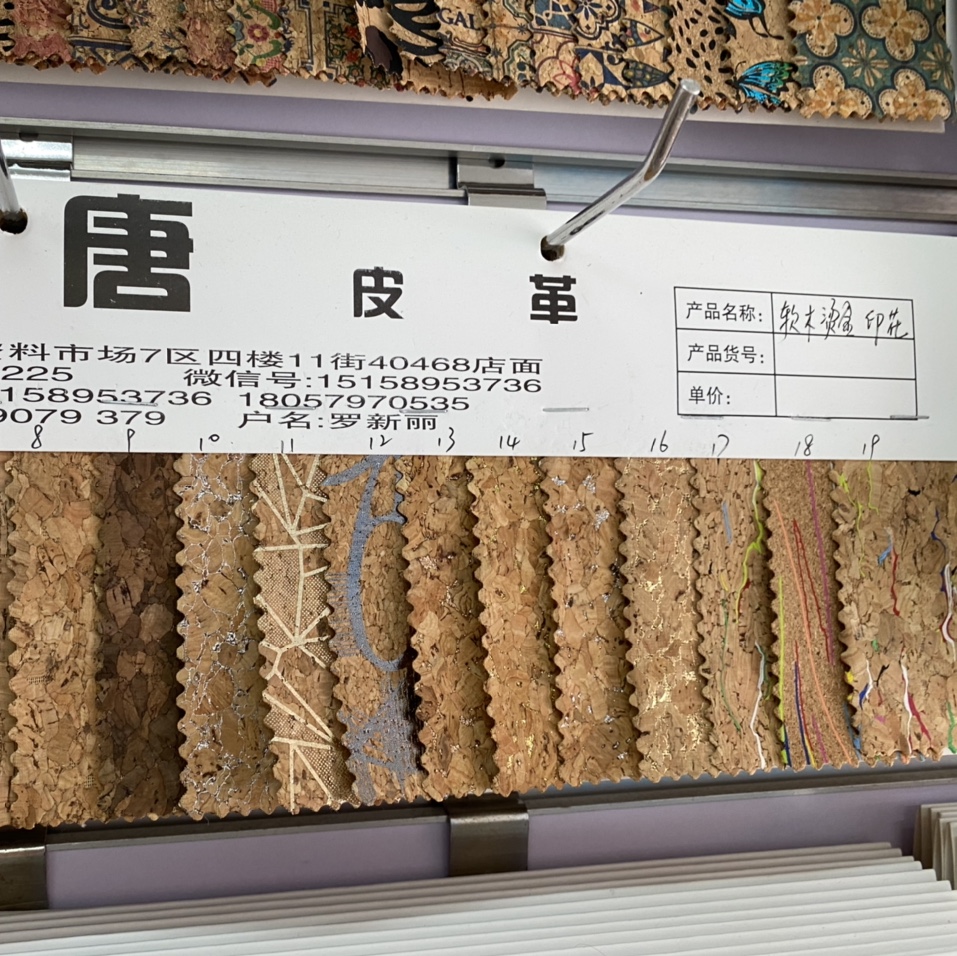 GAL
唐 皮 革
料市场7区四楼11街40468店面
225 微信号:15158953736
158953736 18057970535
9079 379 户名:罗新丽
产品名称: 软木烫金 印花
产品货号:
单价:
8 9 10 11 12 13 14 15 16 17 18 19